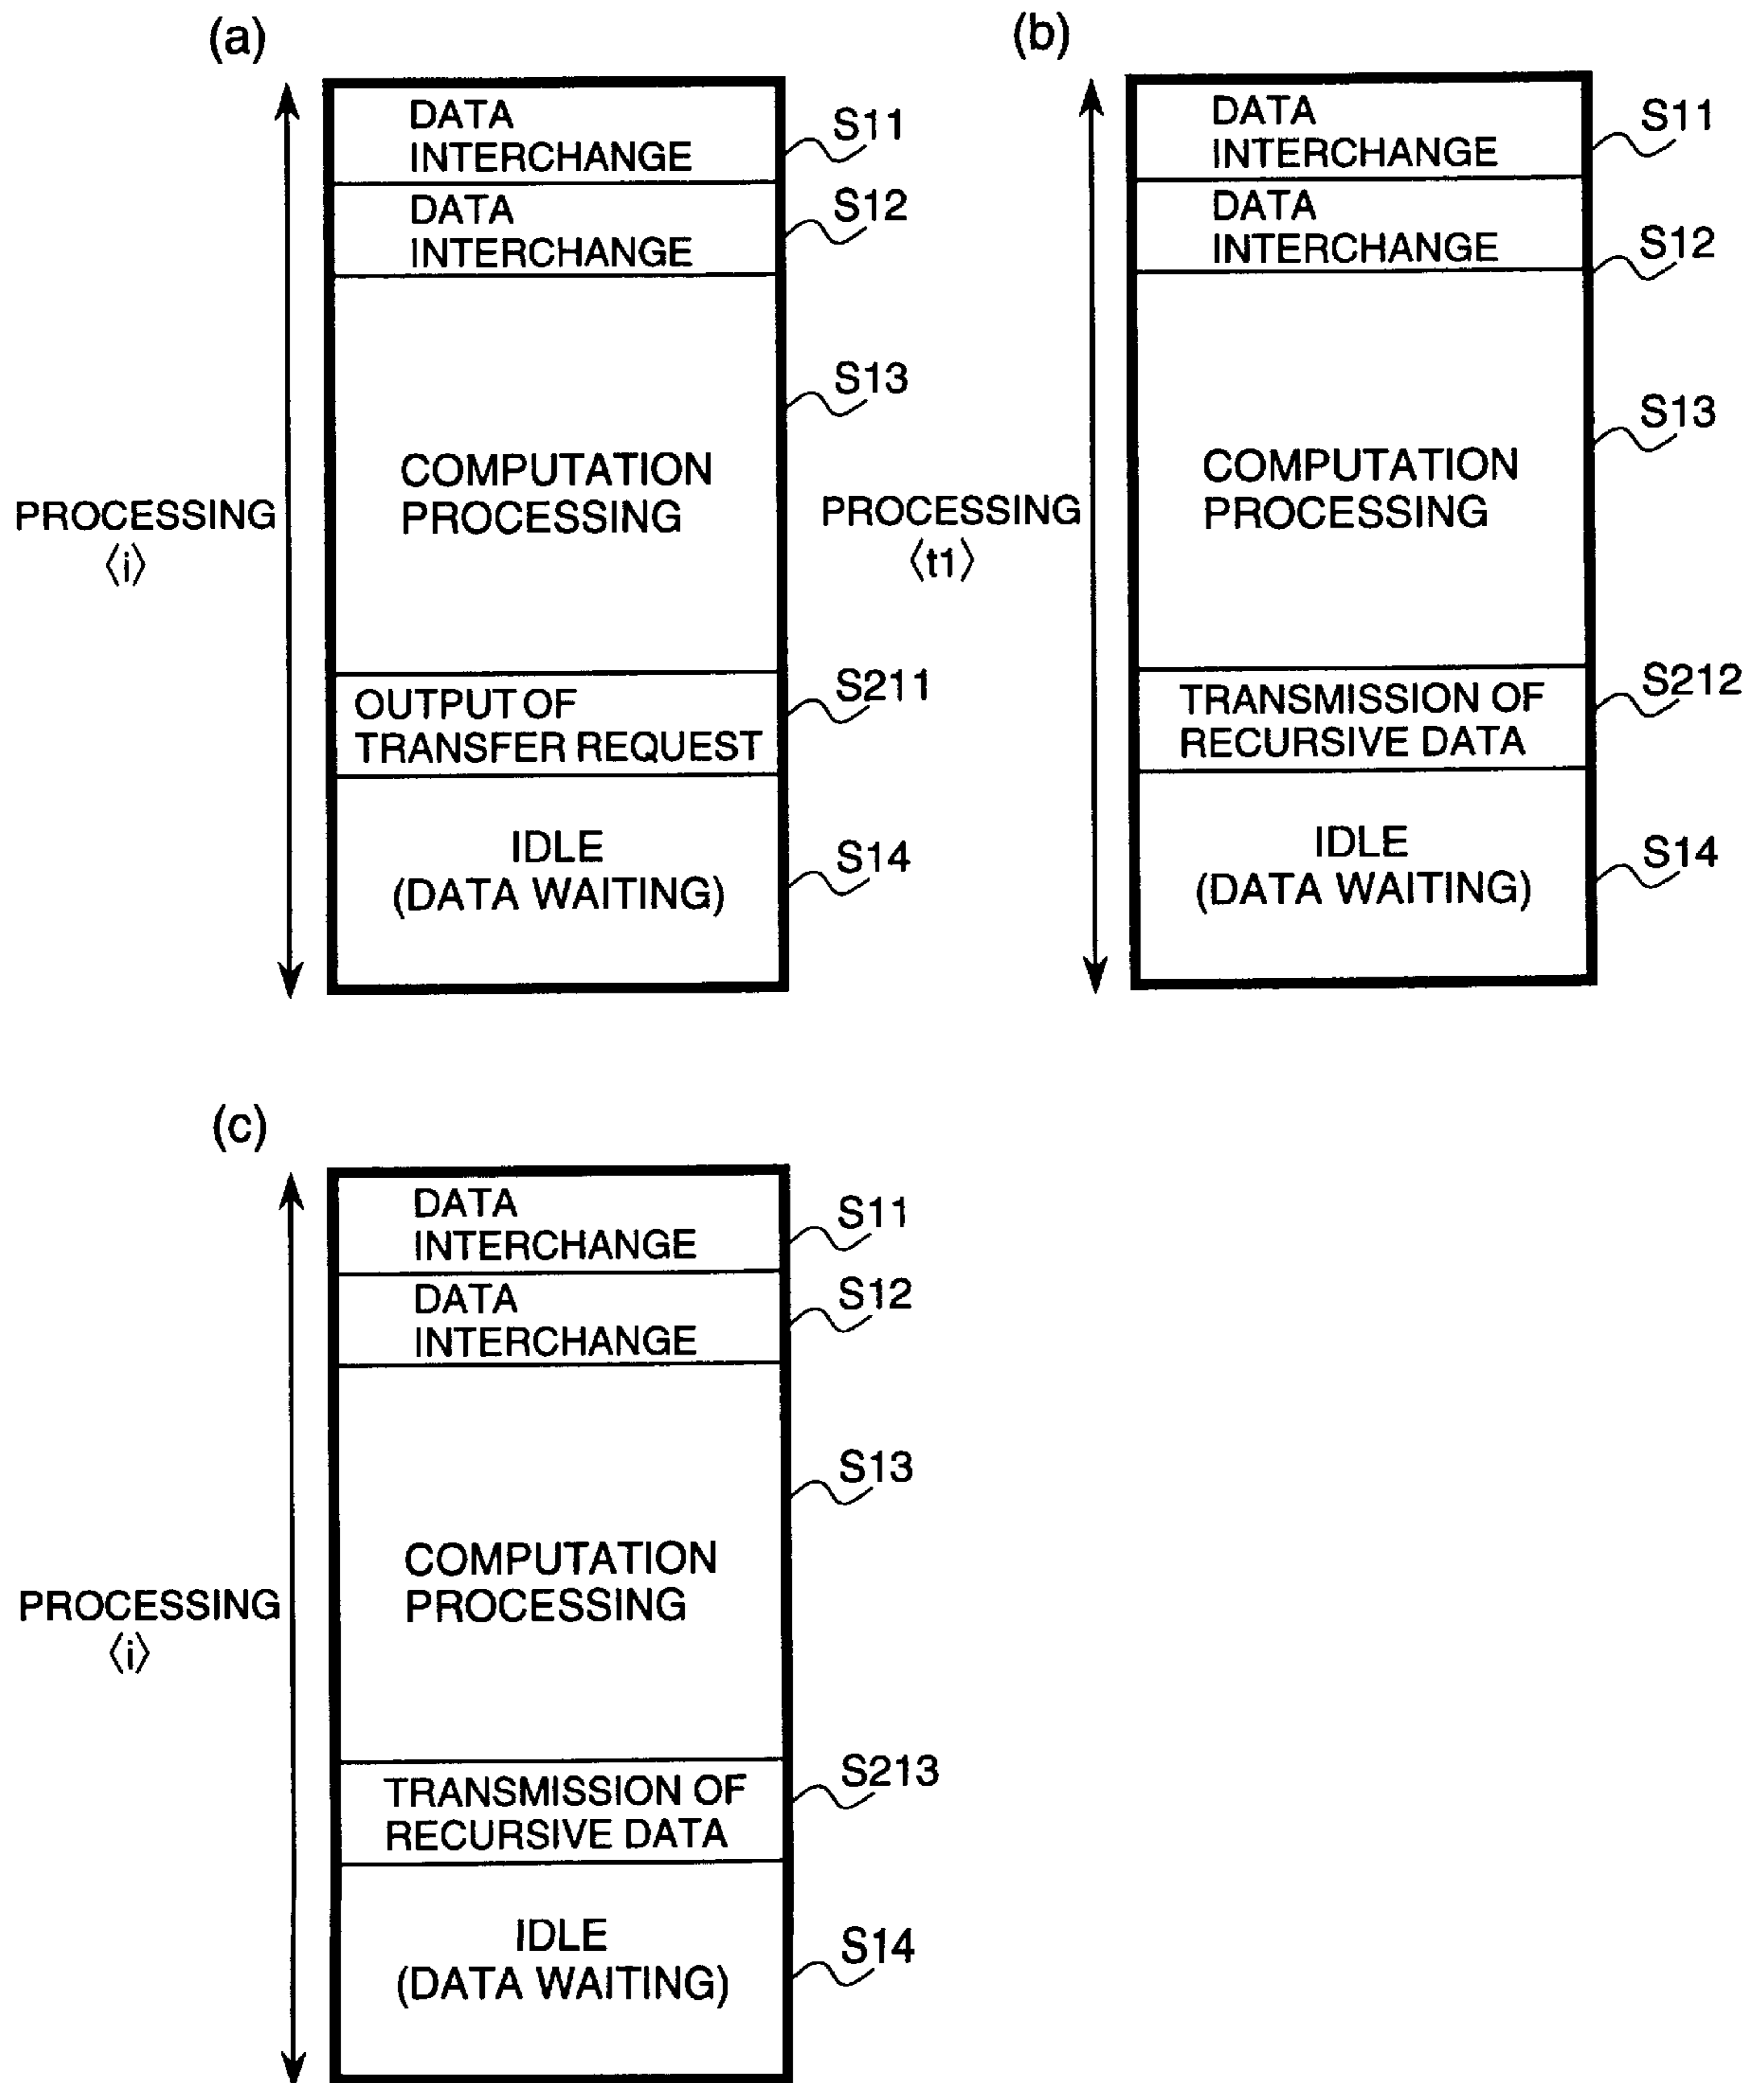 (a)
DATA
INTERCHANGE
S11
DATA
INTERCHANGE
S12
COMPUTATION
PROCESSING
S13
PROCESSING
⟨i⟩
OUTPUT OF
TRANSFER REQUEST
S211
IDLE
(DATA WAITING)
S14
(b)
DATA
INTERCHANGE
S11
DATA
INTERCHANGE
S12
COMPUTATION
PROCESSING
S13
PROCESSING
⟨t1⟩
TRANSMISSION OF
RECURSIVE DATA
S212
IDLE
(DATA WAITING)
S14
(c)
DATA
INTERCHANGE
S11
DATA
INTERCHANGE
S12
COMPUTATION
PROCESSING
S13
PROCESSING
⟨i⟩
TRANSMISSION OF
RECURSIVE DATA
S213
IDLE
(DATA WAITING)
S14